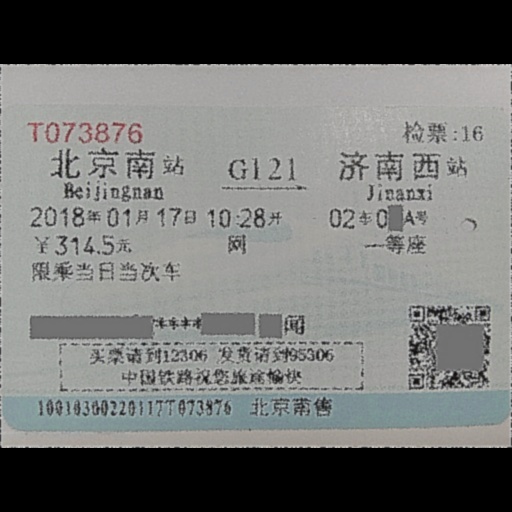 T073876 检票:16
北京南站 G121 济南西站
Beijingnan Jinanxi
2018年01月17日 10:28开 02车0 A号
￥314.5元 网 一等座
限乘当日当次车
****
买票请到12306 发货请到95306
中国铁路祝您旅途愉快
10010300220117T073876 北京南售